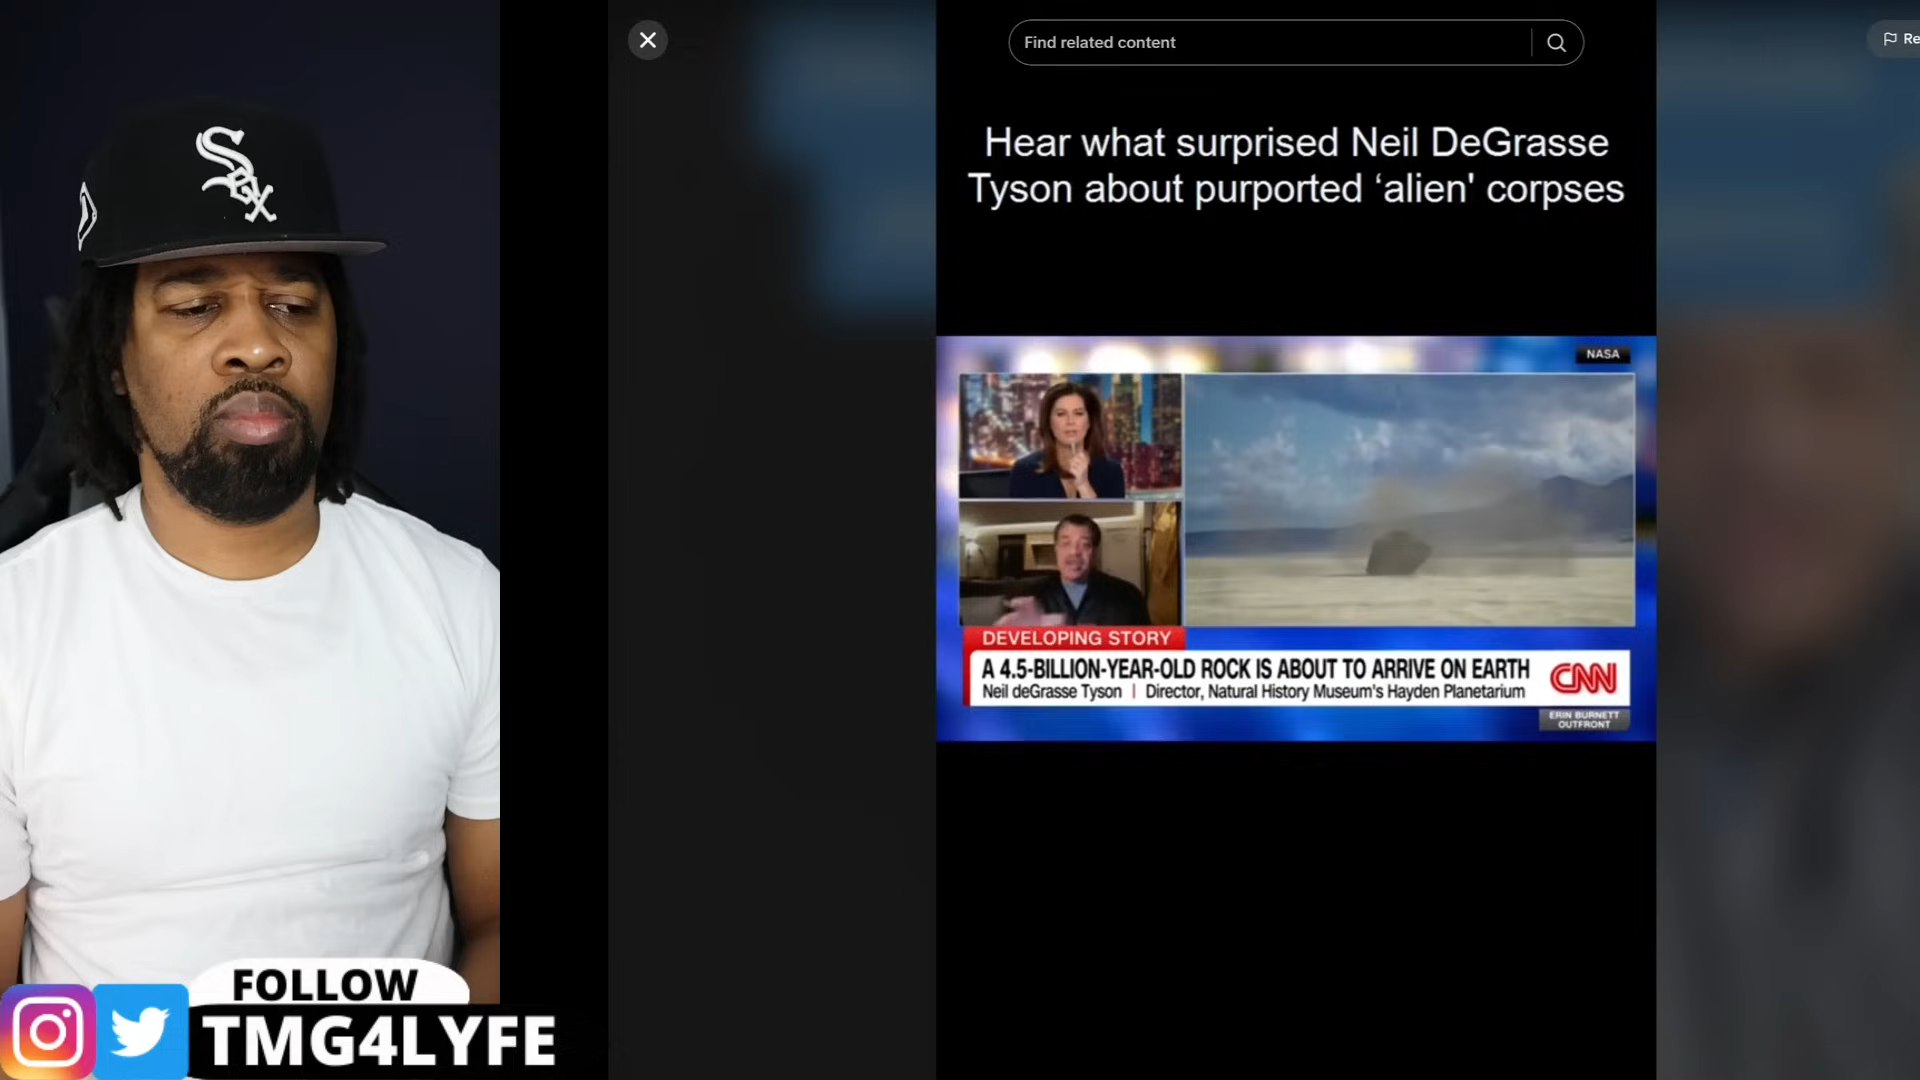 Sox
Find related content
Re
Hear what surprised Neil DeGrasse
Tyson about purported ‘alien' corpses
NASA
DEVELOPING STORY
A 4.5-BILLION-YEAR-OLD ROCK IS ABOUT TO ARRIVE ON EARTH
Neil deGrasse Tyson | Director, Natural History Museum's Hayden Planetarium
CNN
ERIN BURNETT
OUTFRONT
FOLLOW
TMG4LYFE